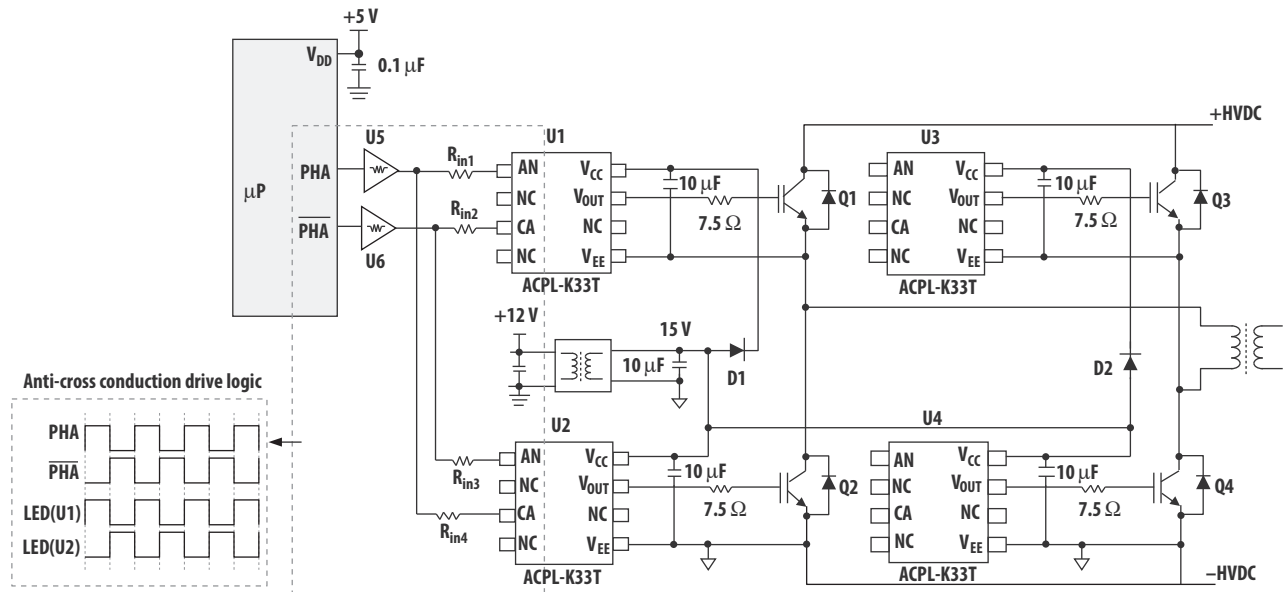 +5 V
V_DD
0.1 μF
μP
PHA
P̅H̅A̅
U5
U6
R_in1
R_in2
U1
AN
NC
CA
NC
V_CC
V_OUT
NC
V_EE
ACPL-K33T
10 μF
7.5 Ω
Q1
+HVDC
U3
AN
NC
CA
NC
V_CC
V_OUT
NC
V_EE
ACPL-K33T
10 μF
7.5 Ω
Q3
+12 V
15 V
10 μF
D1
D2
R_in3
R_in4
U2
AN
NC
CA
NC
V_CC
V_OUT
NC
V_EE
ACPL-K33T
10 μF
7.5 Ω
Q2
U4
AN
NC
CA
NC
V_CC
V_OUT
NC
V_EE
ACPL-K33T
10 μF
7.5 Ω
Q4
–HVDC
Anti-cross conduction drive logic
PHA
P̅H̅A̅
LED(U1)
LED(U2)